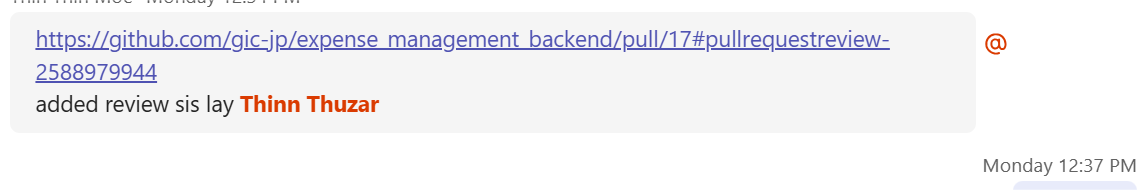 https://github.com/gic-jp/expense_management_backend/pull/17#pullrequestreview-
2588979944
@
added review sis lay Thinn Thuzar
Monday 12:37 PM